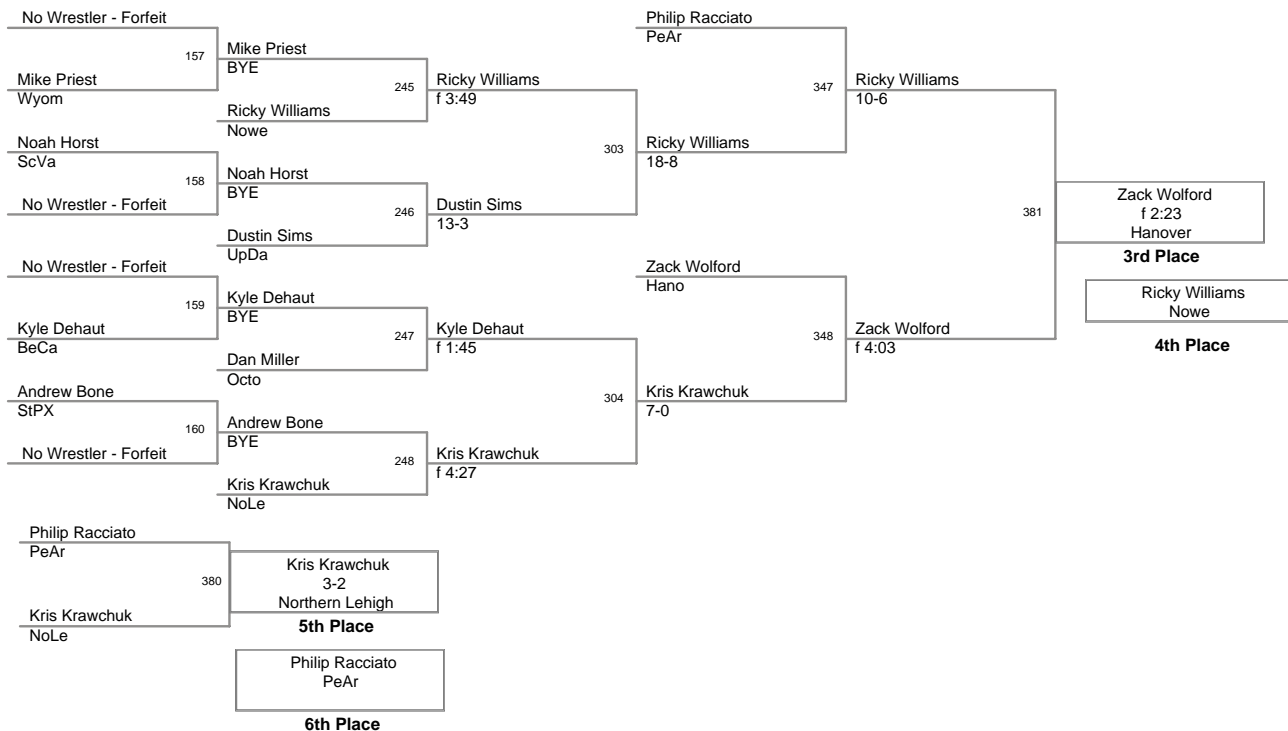 No Wrestler - Forfeit
157
Mike Priest
Wyom
Noah Horst
ScVa
158
No Wrestler - Forfeit
No Wrestler - Forfeit
159
Kyle Dehaut
BeCa
Andrew Bone
StPX
160
No Wrestler - Forfeit
Mike Priest
BYE
245
Ricky Williams
Nowe
Noah Horst
BYE
246
Dustin Sims
UpDa
Kyle Dehaut
BYE
247
Dan Miller
Octo
Andrew Bone
BYE
248
Kris Krawchuk
NoLe
Ricky Williams
f 3:49
303
Dustin Sims
13-3
Kyle Dehaut
f 1:45
304
Kris Krawchuk
f 4:27
Philip Racciato
PeAr
347
Ricky Williams
18-8
Zack Wolford
Hano
348
Kris Krawchuk
7-0
Ricky Williams
10-6
381
Zack Wolford
f 4:03
Zack Wolford
f 2:23
Hanover
3rd Place
Ricky Williams
Nowe
4th Place
Philip Racciato
PeAr
380
Kris Krawchuk
NoLe
Kris Krawchuk
3-2
Northern Lehigh
5th Place
Philip Racciato
PeAr
6th Place